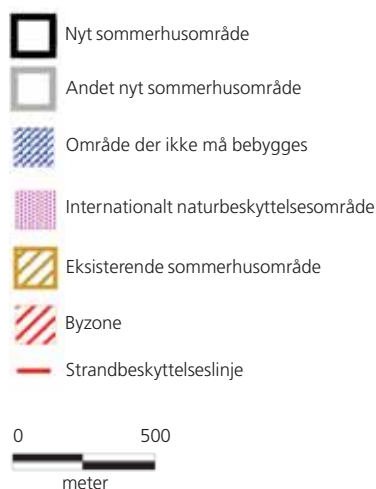 Nyt sommerhusområde
Andet nyt sommerhusområde
Område der ikke må bebygges
Internationalt naturbeskyttelsesområde
Eksisterende sommerhusområde
Byzone
Strandbeskyttelseslinje
0 500
meter